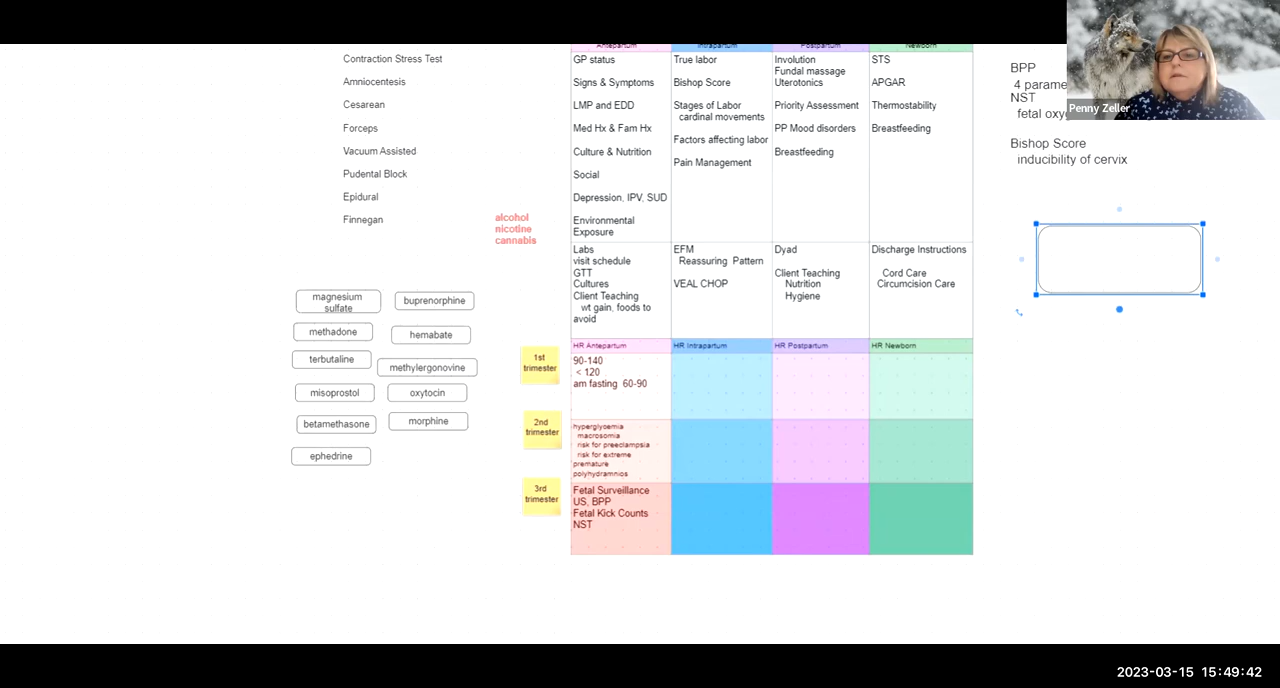 Contraction Stress Test
Amniocentesis
Cesarean
Forceps
Vacuum Assisted
Pudental Block
Epidural
Finnegan
alcohol
nicotine
cannabis
magnesium
sulfate
buprenorphine
methadone
hemabate
terbutaline
methylergonovine
misoprostol
oxytocin
betamethasone
morphine
ephedrine
1st
trimester
2nd
trimester
3rd
trimester
Antepartum
Intrapartum
Postpartum
Newborn
GP status
Signs & Symptoms
LMP and EDD
Med Hx & Fam Hx
Culture & Nutrition
Social
Depression, IPV, SUD
Environmental
Exposure
True labor
Bishop Score
Stages of Labor
cardinal movements
Factors affecting labor
Pain Management
Involution
Fundal massage
Uterotonics
Priority Assessment
PP Mood disorders
Breastfeeding
STS
APGAR
Thermostability
Breastfeeding
Labs
visit schedule
GTT
Cultures
Client Teaching
wt gain, foods to
avoid
EFM
Reassuring Pattern
VEAL CHOP
Dyad
Client Teaching
Nutrition
Hygiene
Discharge Instructions
Cord Care
Circumcision Care
HR Antepartum
HR Intrapartum
HR Postpartum
HR Newborn
90-140
< 120
am fasting 60-90
hyperglycemia
macrosomia
risk for preeclampsia
risk for extreme
premature
polyhydramnios
Fetal Surveillance
US, BPP
Fetal Kick Counts
NST
BPP
4
NST
fetal
Bishop Score
inducibility of cervix
Penny Zeller
2023-03-15 15:49:42